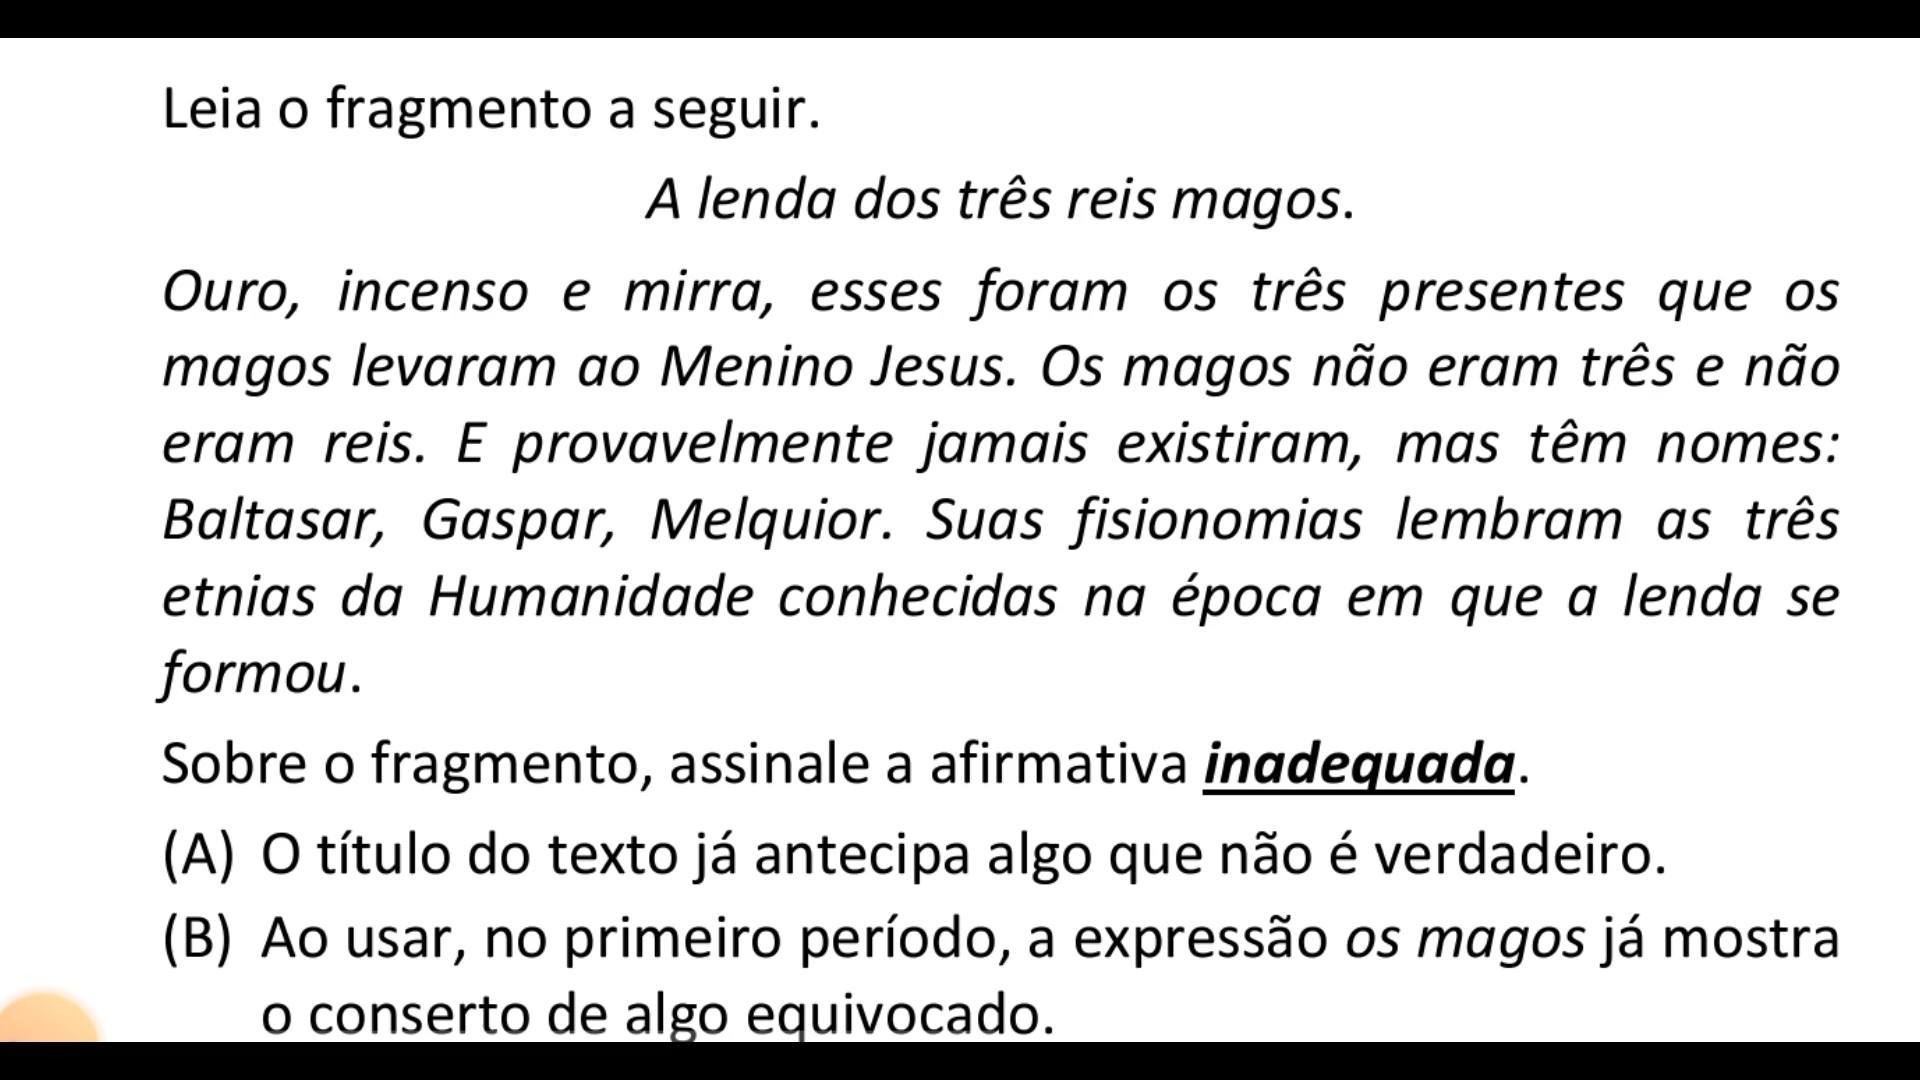 Leia o fragmento a seguir.
A lenda dos três reis magos.
Ouro, incenso e mirra, esses foram os três presentes que os
magos levaram ao Menino Jesus. Os magos não eram três e não
eram reis. E provavelmente jamais existiram, mas têm nomes:
Baltasar, Gaspar, Melquior. Suas fisionomias lembram as três
etnias da Humanidade conhecidas na época em que a lenda se
formou.
Sobre o fragmento, assinale a afirmativa inadequada.
(A) O título do texto já antecipa algo que não é verdadeiro.
(B) Ao usar, no primeiro período, a expressão os magos já mostra
o conserto de algo equivocado.